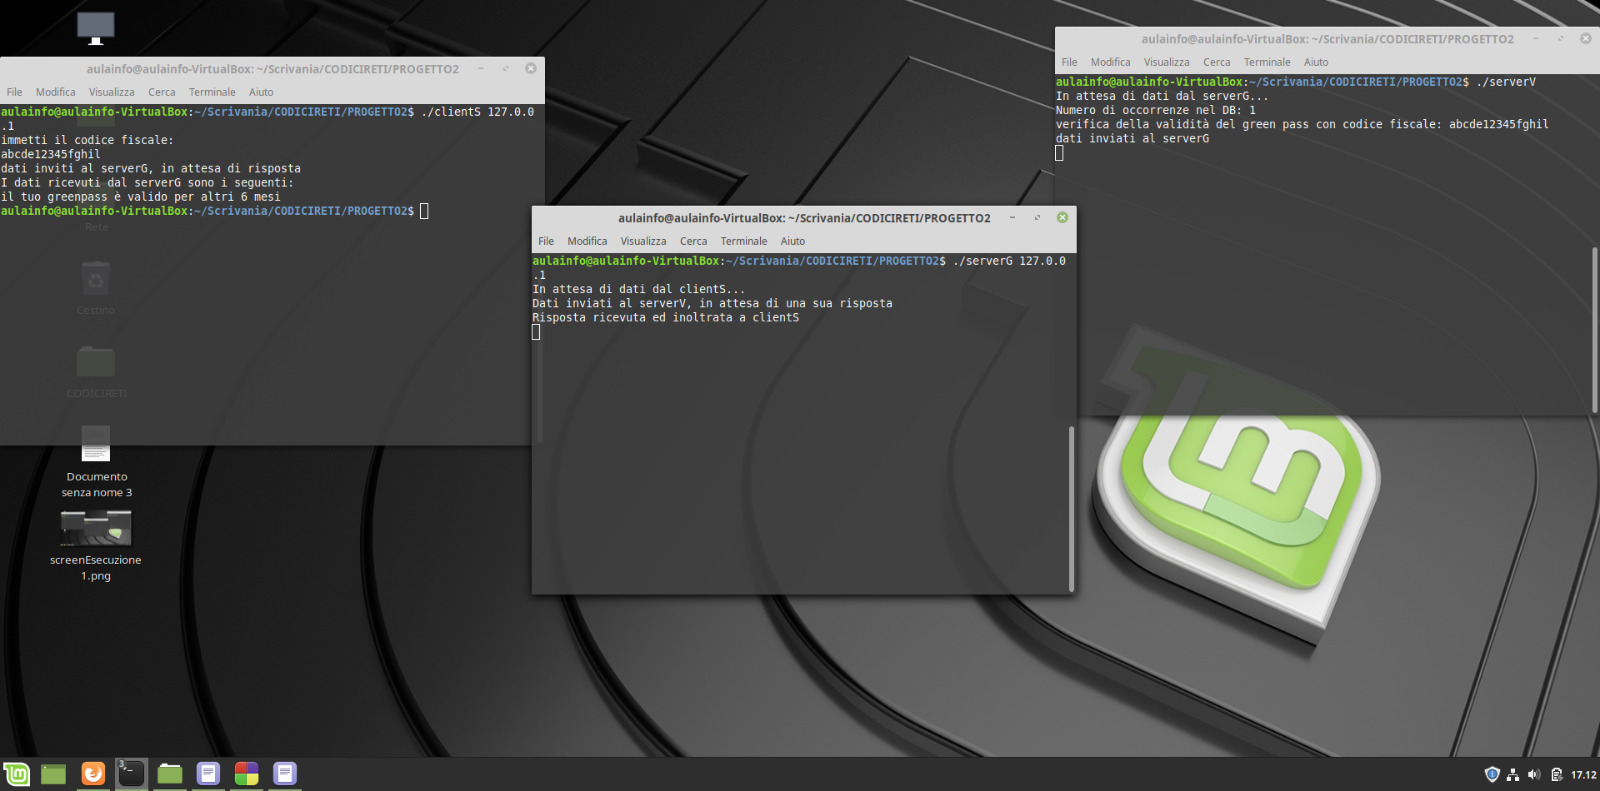 aulainfo@aulainfo-VirtualBox: ~/Scrivania/CODICIRETI/PROGETTO2
File Modifica Visualizza Cerca Terminale Aiuto
aulainfo@aulainfo-VirtualBox:~/Scrivania/CODICIRETI/PROGETTO2$ ./clientS 127.0.0
.1
immetti il codice fiscale:
abcde12345fghil
dati inviti al serverG, in attesa di risposta
I dati ricevuti dal serverG sono i seguenti:
il tuo greenpass è valido per altri 6 mesi
aulainfo@aulainfo-VirtualBox:~/Scrivania/CODICIRETI/PROGETTO2$
Rete
Cestino
CODICIRETI
Documento
senza nome 3
screenEsecuzione
1.png
aulainfo@aulainfo-VirtualBox: ~/Scrivania/CODICIRETI/PROGETTO2
File Modifica Visualizza Cerca Terminale Aiuto
aulainfo@aulainfo-VirtualBox:~/Scrivania/CODICIRETI/PROGETTO2$ ./serverG 127.0.0
.1
In attesa di dati dal clientS...
Dati inviati al serverV, in attesa di una sua risposta
Risposta ricevuta ed inoltrata a clientS
aulainfo@aulainfo-VirtualBox: ~/Scrivania/CODICIRETI/PROGETTO2
File Modifica Visualizza Cerca Terminale Aiuto
aulainfo@aulainfo-VirtualBox:~/Scrivania/CODICIRETI/PROGETTO2$ ./serverV
In attesa di dati dal serverG...
Numero di occorrenze nel DB: 1
verifica della validità del green pass con codice fiscale: abcde12345fghil
dati inviati al serverG
3
17.12